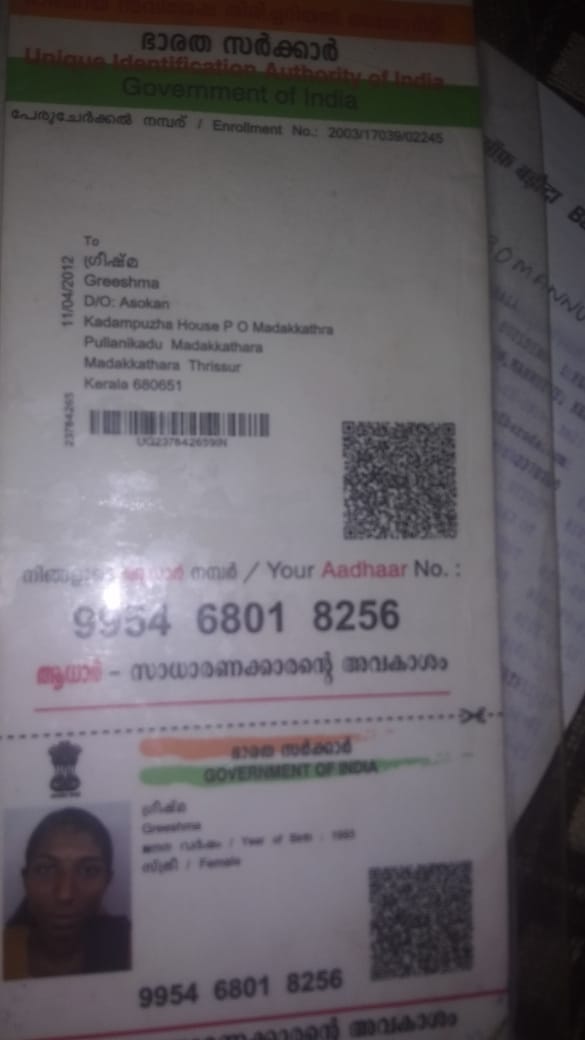 ഭാരത സർക്കാർ
Unique Identification Authority of India
Government of India
പേരുചേർക്കൽ നമ്പര് / Enrollment No.: 2003/17039/02245
To
ഗ്രീഷ്മ
Greeshma
D/O: Asokan
Kadampuzha House P O Madakkathra
Pullanikadu Madakkathara
Madakkathara Thrissur
Kerala 680651
11/04/2012
23784265
UG237842659IN
നിങ്ങളുടെ ആധാർ നമ്പർ / Your Aadhaar No. :
9954 6801 8256
ആധാർ – സാധാരണക്കാരന്റെ അവകാശം
ഭാരത സർക്കാർ
GOVERNMENT OF INDIA
ഗ്രീഷ്മ
Greeshma
ജനന വർഷം / Year of Birth : 1993
സ്ത്രീ / Female
9954 6801 8256
അവകാശം